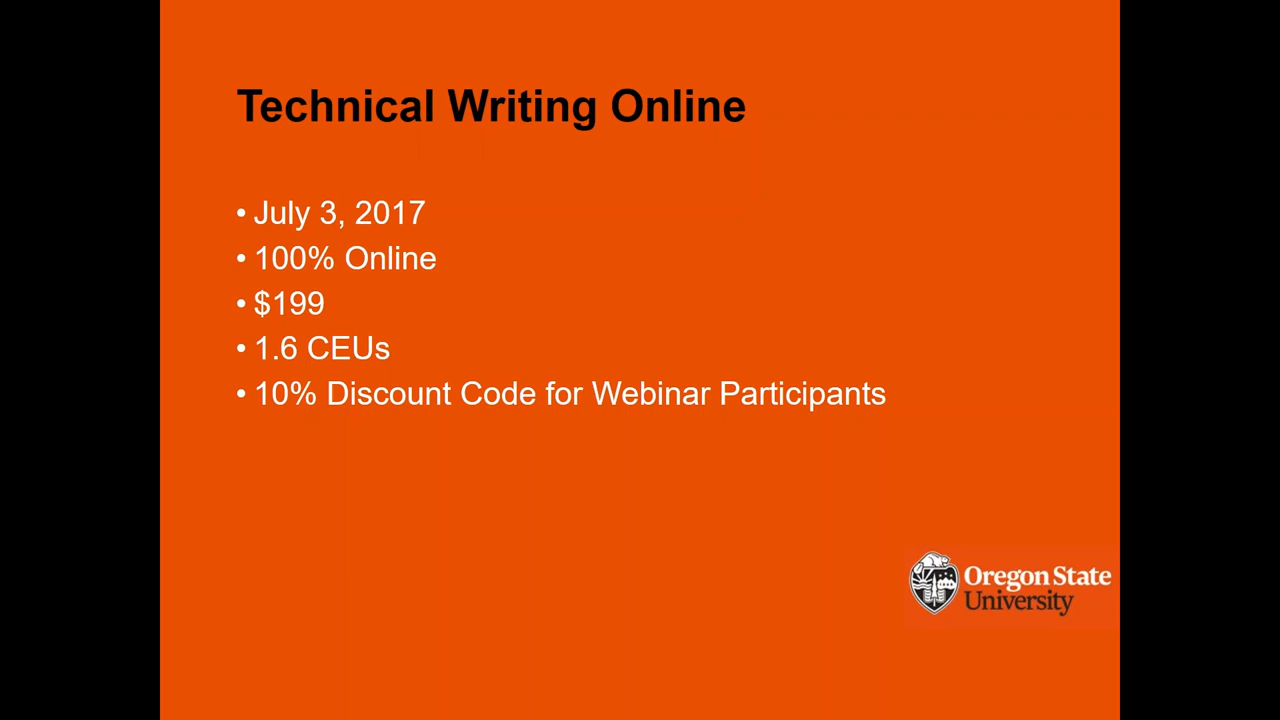 Technical Writing Online
• July 3, 2017
• 100% Online
• $199
• 1.6 CEUs
• 10% Discount Code for Webinar Participants
Oregon State
University